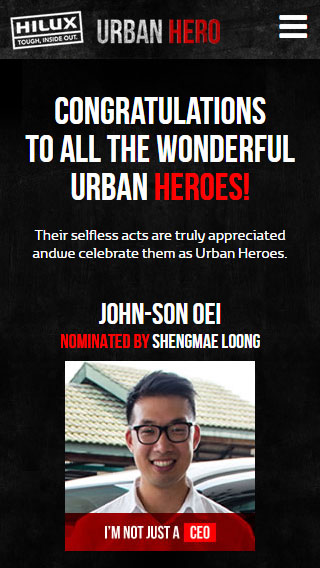 HILUX
TOUGH, INSIDE OUT.
URBAN HERO
CONGRATULATIONS
TO ALL THE WONDERFUL
URBAN HEROES!
Their selfless acts are truly appreciated
andwe celebrate them as Urban Heroes.
JOHN-SON OEI
NOMINATED BY SHENGMAE LOONG
I'M NOT JUST A CEO